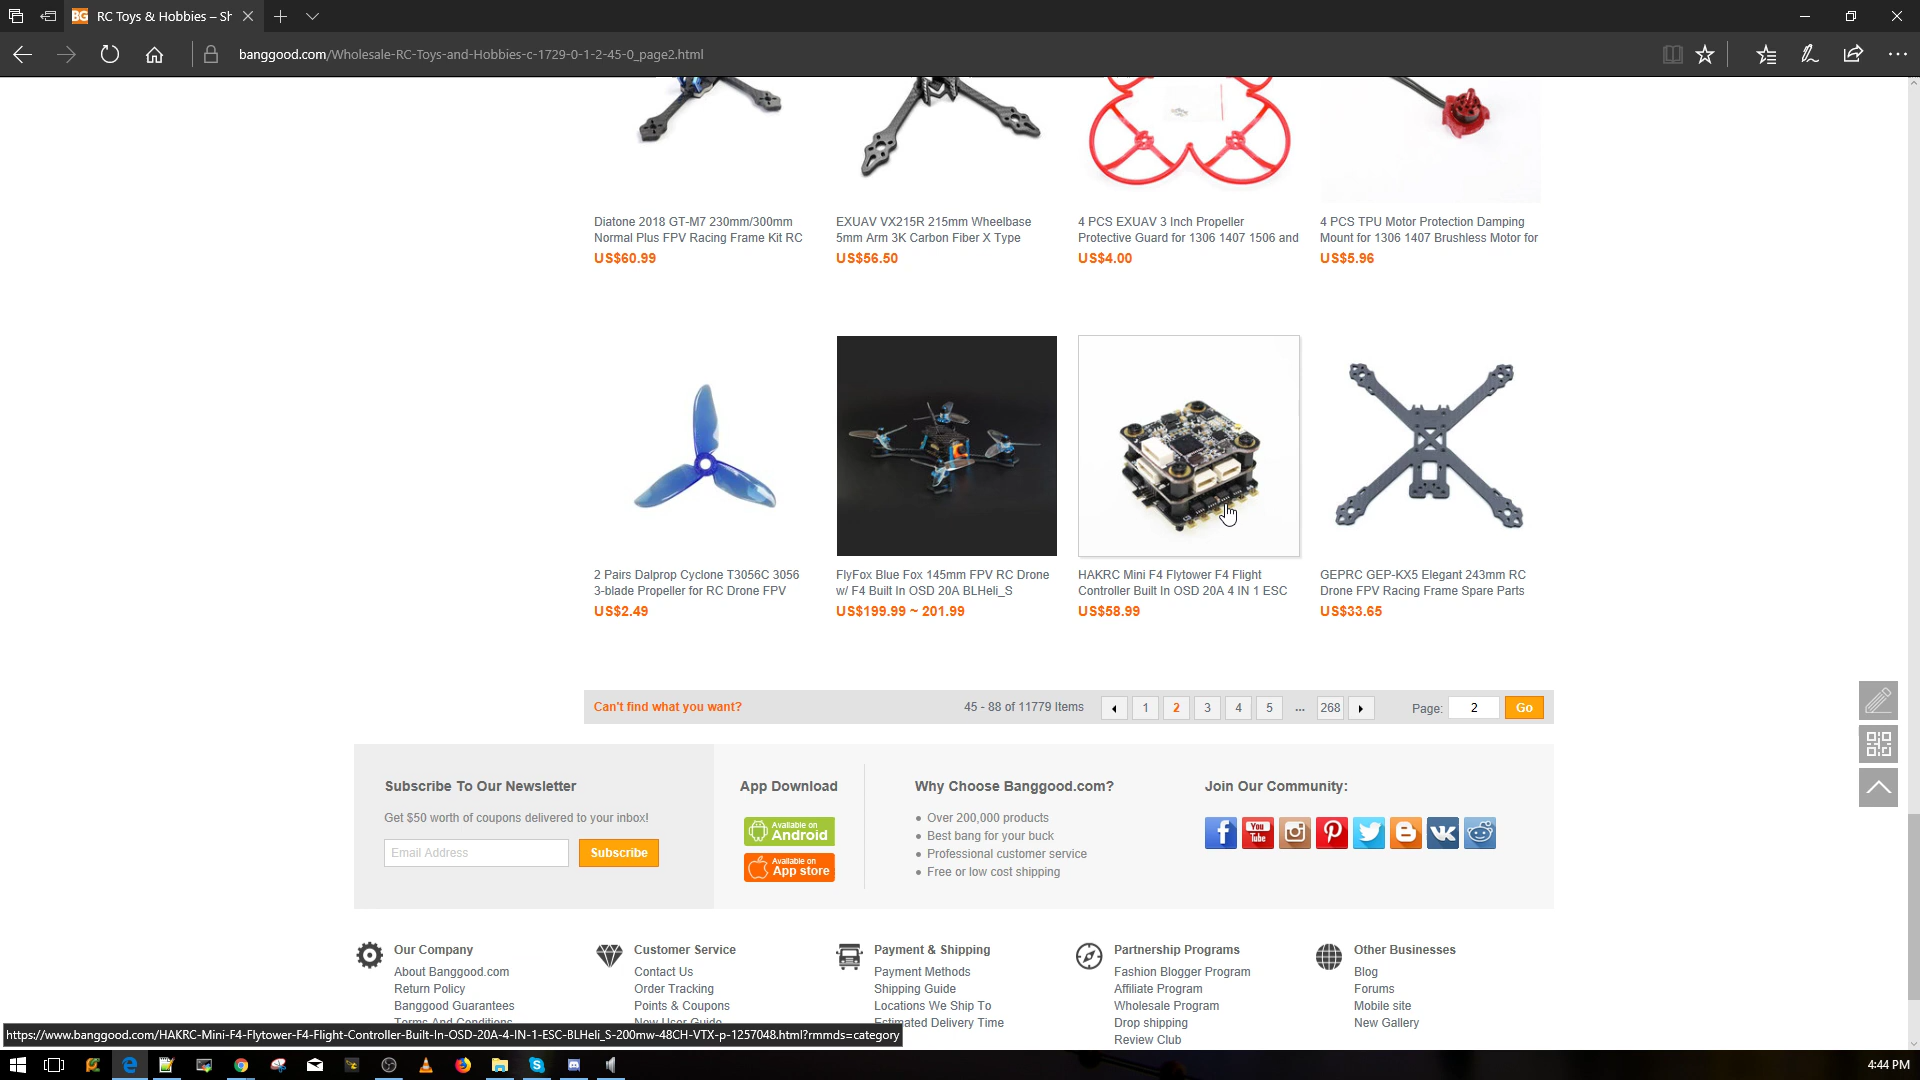 BG RC Toys & Hobbies – Sh
banggood.com/Wholesale-RC-Toys-and-Hobbies-c-1729-0-1-2-45-0_page2.html
Diatone 2018 GT-M7 230mm/300mm
Normal Plus FPV Racing Frame Kit RC
US$60.99
EXUAV VX215R 215mm Wheelbase
5mm Arm 3K Carbon Fiber X Type
US$56.50
4 PCS EXUAV 3 Inch Propeller
Protective Guard for 1306 1407 1506 and
US$4.00
4 PCS TPU Motor Protection Damping
Mount for 1306 1407 Brushless Motor for
US$5.96
2 Pairs Dalprop Cyclone T3056C 3056
3-blade Propeller for RC Drone FPV
US$2.49
FlyFox Blue Fox 145mm FPV RC Drone
w/ F4 Built In OSD 20A BLHeli_S
US$199.99 ~ 201.99
HAKRC Mini F4 Flytower F4 Flight
Controller Built In OSD 20A 4 IN 1 ESC
US$58.99
GEPRC GEP-KX5 Elegant 243mm RC
Drone FPV Racing Frame Spare Parts
US$33.65
Can't find what you want?
45 - 88 of 11779 Items
1 2 3 4 5 ... 268
Page: 2 Go
Subscribe To Our Newsletter
Get $50 worth of coupons delivered to your inbox!
Email Address
Subscribe
App Download
Available on
Android
Available on
App store
Why Choose Banggood.com?
Over 200,000 products
Best bang for your buck
Professional customer service
Free or low cost shipping
Join Our Community:
You
Tube
Our Company
About Banggood.com
Return Policy
Banggood Guarantees
Terms And Conditions
Customer Service
Contact Us
Order Tracking
Points & Coupons
New User Guide
Payment & Shipping
Payment Methods
Shipping Guide
Locations We Ship To
Estimated Delivery Time
Partnership Programs
Fashion Blogger Program
Affiliate Program
Wholesale Program
Drop shipping
Review Club
Other Businesses
Blog
Forums
Mobile site
New Gallery
https://www.banggood.com/HAKRC-Mini-F4-Flytower-F4-Flight-Controller-Built-In-OSD-20A-4-IN-1-ESC-BLHeli_S-200mw-48CH-VTX-p-1257048.html?rmmds=category
4:44 PM